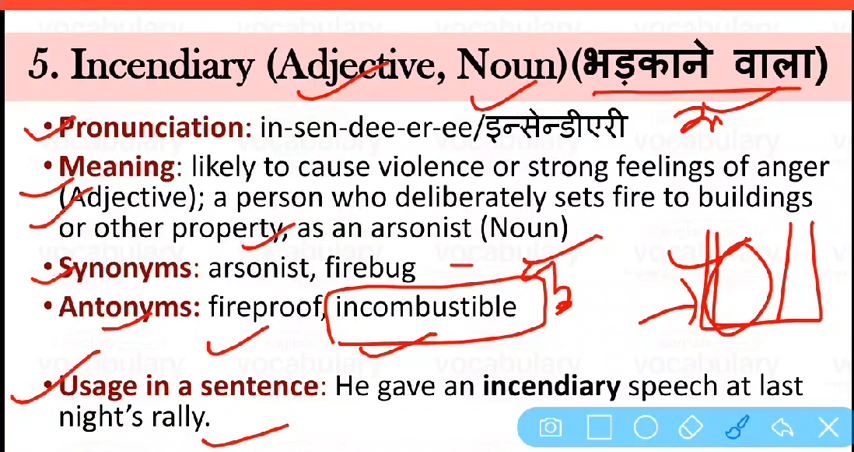 5. Incendiary (Adjective, Noun)(भड़काने वाला)
• Pronunciation: in-sen-dee-er-ee/इन्सेन्डीएरी
• Meaning: likely to cause violence or strong feelings of anger
(Adjective); a person who deliberately sets fire to buildings
or other property, as an arsonist (Noun)
• Synonyms: arsonist, firebug
• Antonyms: fireproof, incombustible
• Usage in a sentence: He gave an incendiary speech at last
night's rally.